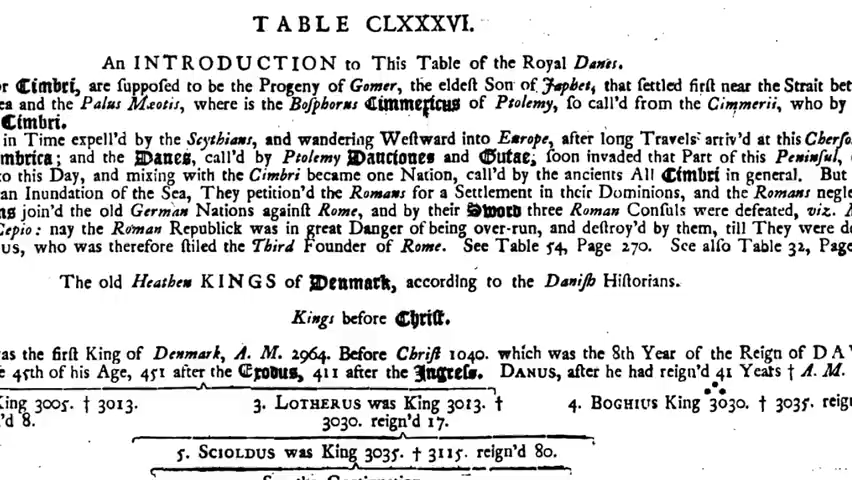 TABLE CLXXXVI.
An INTRODUCTION to This Table of the Royal Danes.
or Cimbri, are ſuppoſed to be the Progeny of Gomer, the eldeſt Son of Japhet, that ſettled firſt near the Strait bet
ea and the Palus Mæotis, where is the Boſphorus Cimmericus of Ptolemy, ſo call'd from the Cimmerii, who by
Cimbri.
in Time expell'd by the Scythians, and wandering Weſtward into Europe, after long Travels arriv'd at this Cherſo
mbrica; and the Danes, call'd by Ptolemy Dauciones and Gutae, ſoon invaded that Part of this Peninſul,
to this Day, and mixing with the Cimbri became one Nation, call'd by the ancients All Cimbri in general. But
an Inundation of the Sea, They petition'd the Romans for a Settlement in their Dominions, and the Romans negle
ns join'd the old German Nations againſt Rome, and by their Sword three Roman Conſuls were defeated, viz.
Cepio: nay the Roman Republick was in great Danger of being over-run, and deſtroy'd by them, till They were de
US, who was therefore ſtiled the Third Founder of Rome. See Table 54, Page 270. See alſo Table 32, Page
The old Heathen KINGS of Denmark, according to the Daniſh Hiſtorians.
Kings before Chriſt.
was the firſt King of Denmark, A. M. 2964. Before Chriſt 1040. which was the 8th Year of the Reign of DAV
e 45th of his Age, 451 after the Exodus, 411 after the Ingreſs. DANUS, after he had reign'd 41 Years † A. M.
King 3005. † 3013. 3. LOTHERUS was King 3013. † 4. BOGHIUS King 3030. † 3035. reign
'd 8. 3030. reign'd 17.
5. SCIOLDUS was King 3035. † 3115. reign'd 80.